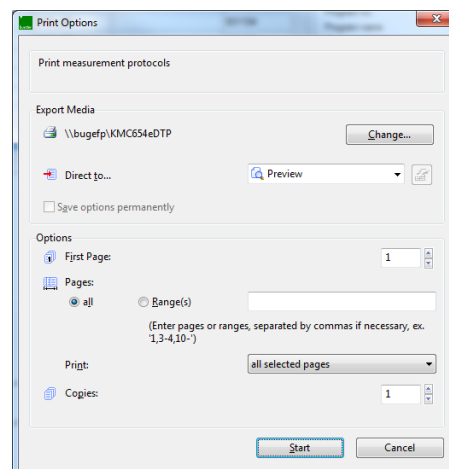 Print Options
Print measurement protocols
Export Media
\\bugefp\KMC654eDTP
Change...
Direct to...
Preview
Save options permanently
Options
First Page:
1
Pages:
all
Range(s)
(Enter pages or ranges, separated by commas if necessary, ex.
'1,3-4,10-')
Print:
all selected pages
Copies:
1
Start
Cancel